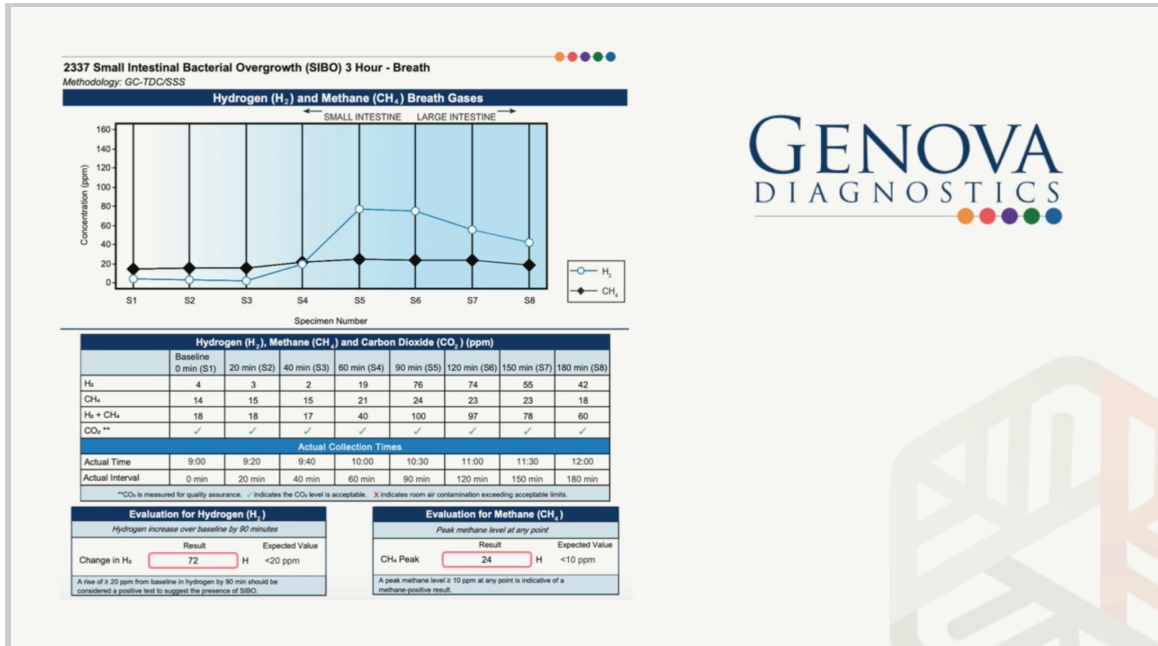 2337 Small Intestinal Bacterial Overgrowth (SIBO) 3 Hour - Breath
Methodology: GC-TDC/SSS
Hydrogen (H₂) and Methane (CH₄) Breath Gases
SMALL INTESTINE LARGE INTESTINE
Concentration (ppm)
160
140
120
100
80
60
40
20
0
S1 S2 S3 S4 S5 S6 S7 S8
Specimen Number
H₂
CH₄
Hydrogen (H₂), Methane (CH₄) and Carbon Dioxide (CO₂) (ppm)
Baseline
0 min (S1) 20 min (S2) 40 min (S3) 60 min (S4) 90 min (S5) 120 min (S6) 150 min (S7) 180 min (S8)
H₂ 4 3 2 19 76 74 55 42
CH₄ 14 15 15 21 24 23 23 18
H₂ + CH₄ 18 18 17 40 100 97 78 60
CO₂ ** ✓ ✓ ✓ ✓ ✓ ✓ ✓ ✓
Actual Collection Times
Actual Time 9:00 9:20 9:40 10:00 10:30 11:00 11:30 12:00
Actual Interval 0 min 20 min 40 min 60 min 90 min 120 min 150 min 180 min
**CO₂ is measured for quality assurance. ✓ indicates the CO₂ level is acceptable. X indicates room air contamination exceeding acceptable limits.
Evaluation for Hydrogen (H₂)
Hydrogen increase over baseline by 90 minutes
Result Expected Value
Change in H₂ 72 H <20 ppm
A rise of ≥ 20 ppm from baseline in hydrogen by 90 min should be
considered a positive test to suggest the presence of SIBO.
Evaluation for Methane (CH₄)
Peak methane level at any point
Result Expected Value
CH₄ Peak 24 H <10 ppm
A peak methane level ≥ 10 ppm at any point is indicative of a
methane-positive result.
GENOVA
DIAGNOSTICS